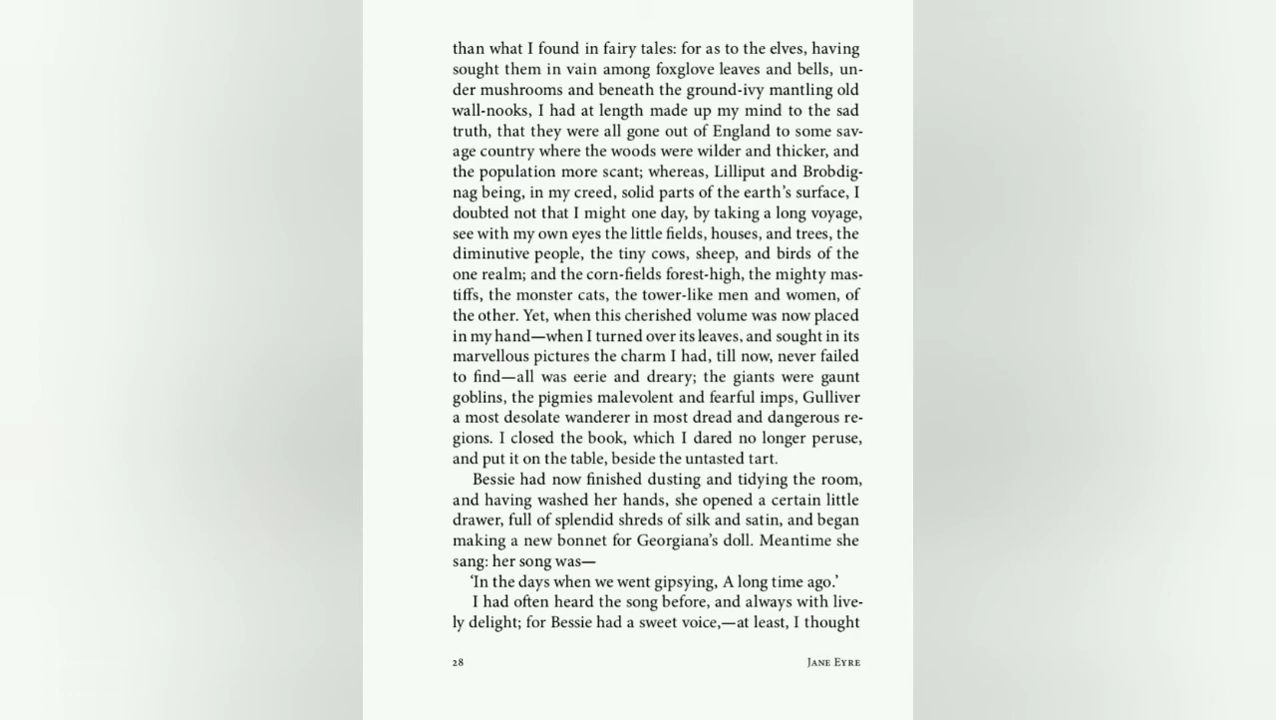 than what I found in fairy tales: for as to the elves, having
sought them in vain among foxglove leaves and bells, un-
der mushrooms and beneath the ground-ivy mantling old
wall-nooks, I had at length made up my mind to the sad
truth, that they were all gone out of England to some sav-
age country where the woods were wilder and thicker, and
the population more scant; whereas, Lilliput and Brobdig-
nag being, in my creed, solid parts of the earth’s surface, I
doubted not that I might one day, by taking a long voyage,
see with my own eyes the little fields, houses, and trees, the
diminutive people, the tiny cows, sheep, and birds of the
one realm; and the corn-fields forest-high, the mighty mas-
tiffs, the monster cats, the tower-like men and women, of
the other. Yet, when this cherished volume was now placed
in my hand—when I turned over its leaves, and sought in its
marvellous pictures the charm I had, till now, never failed
to find—all was eerie and dreary; the giants were gaunt
goblins, the pigmies malevolent and fearful imps, Gulliver
a most desolate wanderer in most dread and dangerous re-
gions. I closed the book, which I dared no longer peruse,
and put it on the table, beside the untasted tart.
Bessie had now finished dusting and tidying the room,
and having washed her hands, she opened a certain little
drawer, full of splendid shreds of silk and satin, and began
making a new bonnet for Georgiana’s doll. Meantime she
sang: her song was—
‘In the days when we went gipsying, A long time ago.’
I had often heard the song before, and always with live-
ly delight; for Bessie had a sweet voice,—at least, I thought
28 Jane Eyre